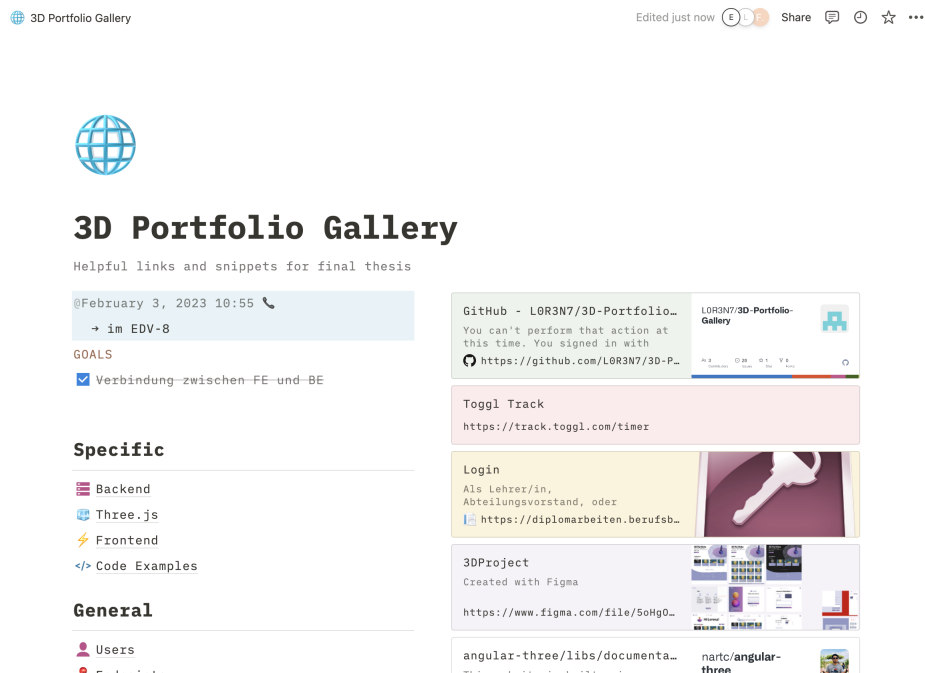 3D Portfolio Gallery
Edited just now
E
L
F
Share
3D Portfolio Gallery
Helpful links and snippets for final thesis
@February 3, 2023 10:55
→ im EDV-8
GOALS
Verbindung zwischen FE und BE
Specific
Backend
Three.js
Frontend
</> Code Examples
General
Users
GitHub - L0R3N7/3D-Portfolio…
You can't perform that action at
this time. You signed in with
https://github.com/L0R3N7/3D-P…
L0R3N7/3D-Portfolio-
Gallery
Toggl Track
https://track.toggl.com/timer
Login
Als Lehrer/in,
Abteilungsvorstand, oder
https://diplomarbeiten.berufsb…
3DProject
Created with Figma
https://www.figma.com/file/5oHgO…
angular-three/libs/documenta…
nartc/angular-
three